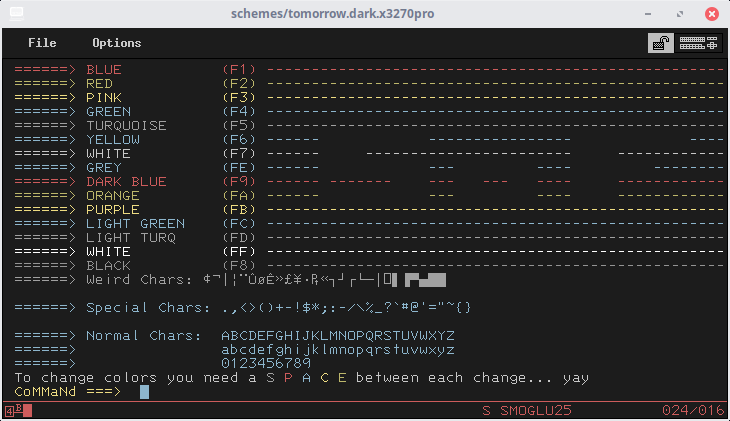 schemes/tomorrow.dark.x3270pro
File Options
======> BLUE (F1)
======> RED (F2)
======> PINK (F3)
======> GREEN (F4)
======> TURQUOISE (F5)
======> YELLOW (F6)
======> WHITE (F7)
======> GREY (FE)
======> DARK BLUE (F9)
======> ORANGE (FA)
======> PURPLE (FB)
======> LIGHT GREEN (FC)
======> LIGHT TURQ (FD)
======> WHITE (FF)
======> BLACK (F8)
======> Weird Chars:
======> Special Chars: .,<>()+-!$*;:-/\%_?`#@'="~{}
======> Normal Chars: ABCDEFGHIJKLMNOPQRSTUVWXYZ
======> abcdefghijklmnopqrstuvwxyz
======> 0123456789
To change colors you need a S P A C E between each change... yay
CoMMaNd ===>
4 B S SMOGLU25 024/016